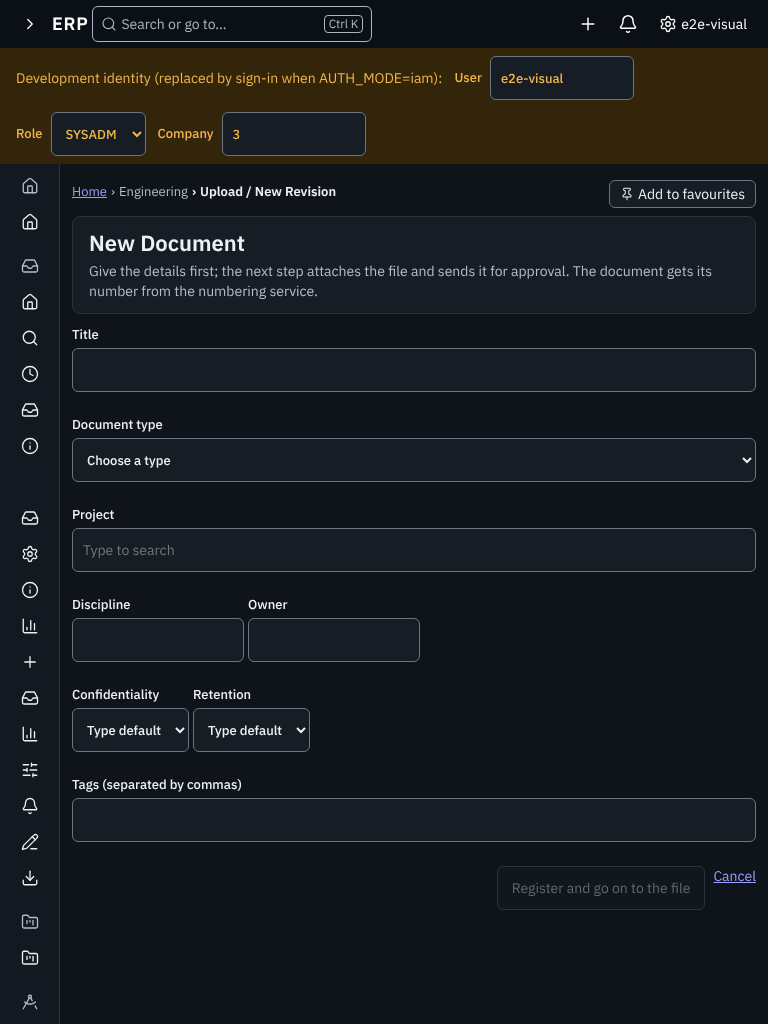 ERP
Search or go to...
Ctrl K
e2e-visual
Development identity (replaced by sign-in when AUTH_MODE=iam):
User
e2e-visual
Role
SYSADM
Company
3
Home › Engineering › Upload / New Revision
Add to favourites
New Document
Give the details first; the next step attaches the file and sends it for approval. The document gets its
number from the numbering service.
Title
Document type
Choose a type
Project
Type to search
Discipline
Owner
Confidentiality
Retention
Type default
Type default
Tags (separated by commas)
Register and go on to the file
Cancel